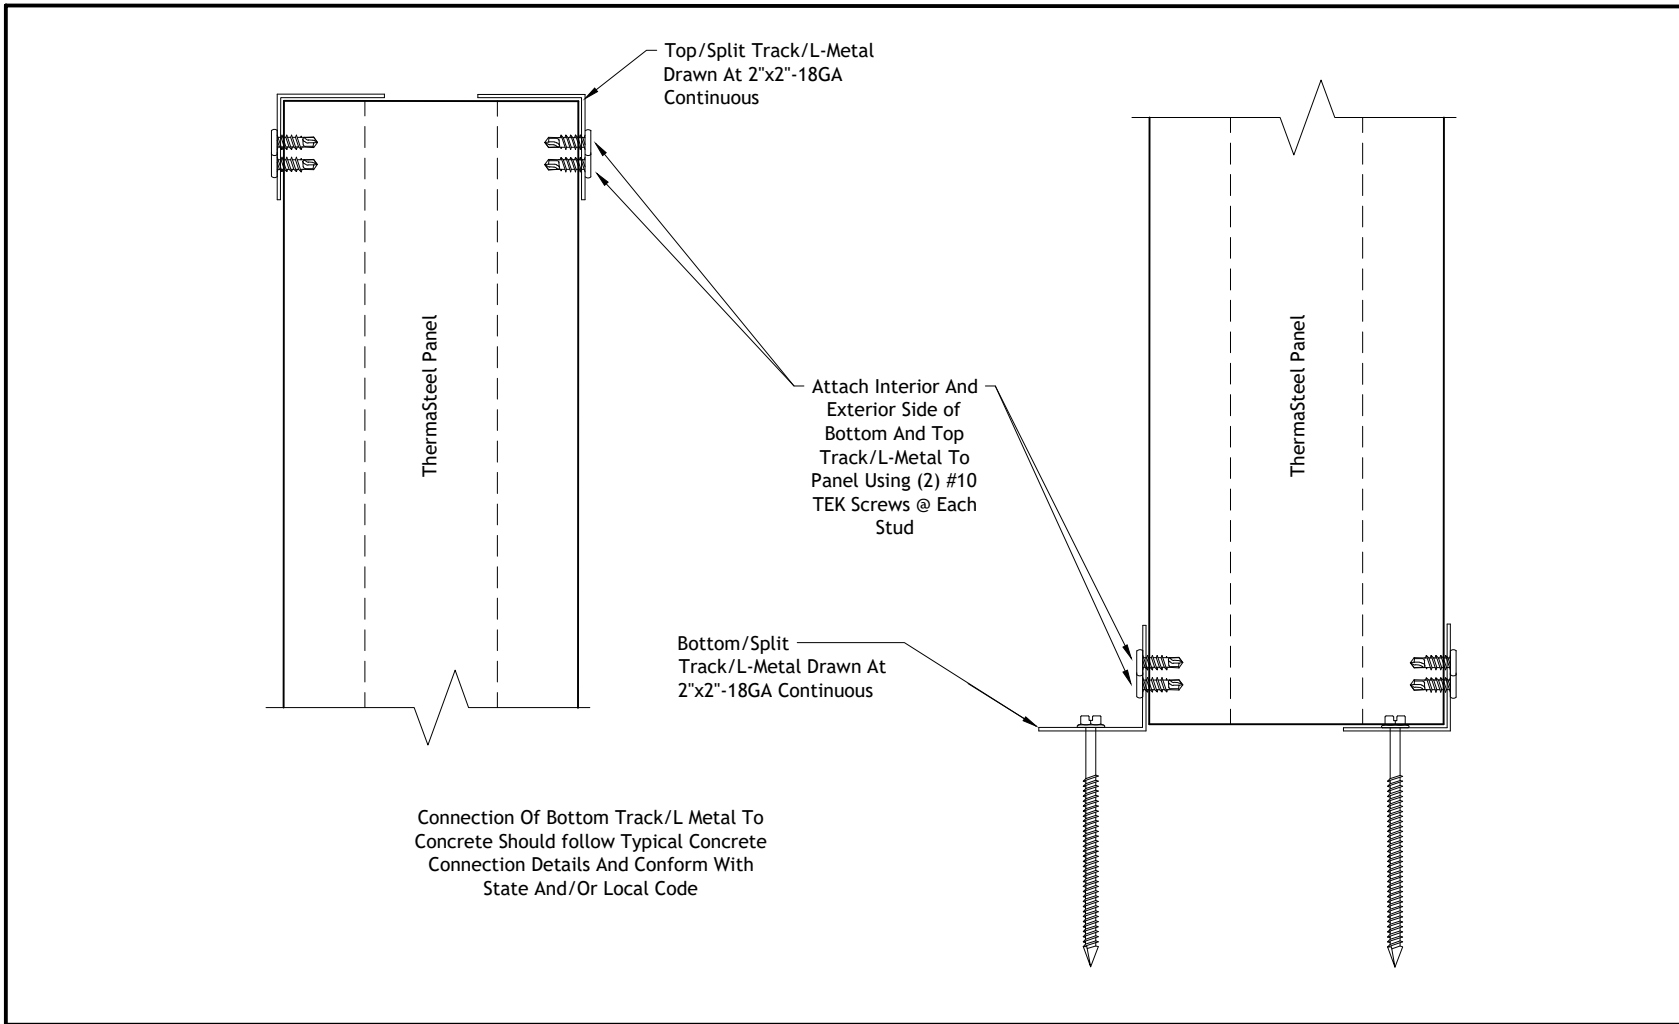 Top/Split Track/L-Metal
Drawn At 2"x2"-18GA
Continuous
ThermaSteel Panel
ThermaSteel Panel
Attach Interior And
Exterior Side of
Bottom And Top
Track/L-Metal To
Panel Using (2) #10
TEK Screws @ Each
Stud
Bottom/Split
Track/L-Metal Drawn At
2"x2"-18GA Continuous
Connection Of Bottom Track/L Metal To
Concrete Should follow Typical Concrete
Connection Details And Conform With
State And/Or Local Code